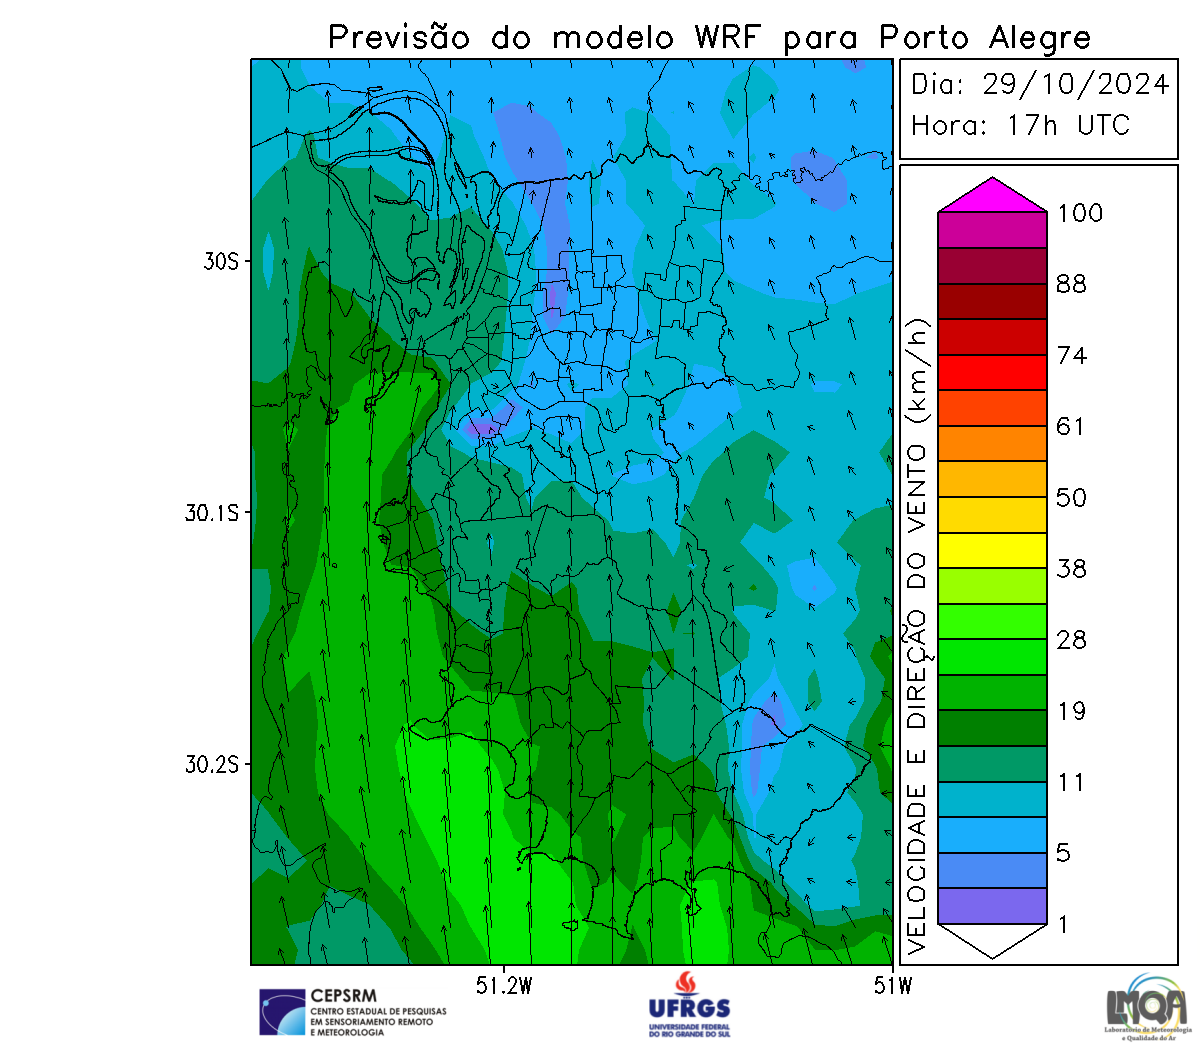 Previsão do modelo WRF para Porto Alegre
Dia: 29/10/2024
Hora: 17h UTC
30S
30.1S
30.2S
51.2W
51W
VELOCIDADE E DIREÇÃO DO VENTO (km/h)
100
88
74
61
50
38
28
19
11
5
1
CEPSRM
CENTRO ESTADUAL DE PESQUISAS
EM SENSORIAMENTO REMOTO
E METEOROLOGIA
UFRGS
UNIVERSIDADE FEDERAL
DO RIO GRANDE DO SUL
LMQA
Laboratório de Meteorologia
e Qualidade do Ar